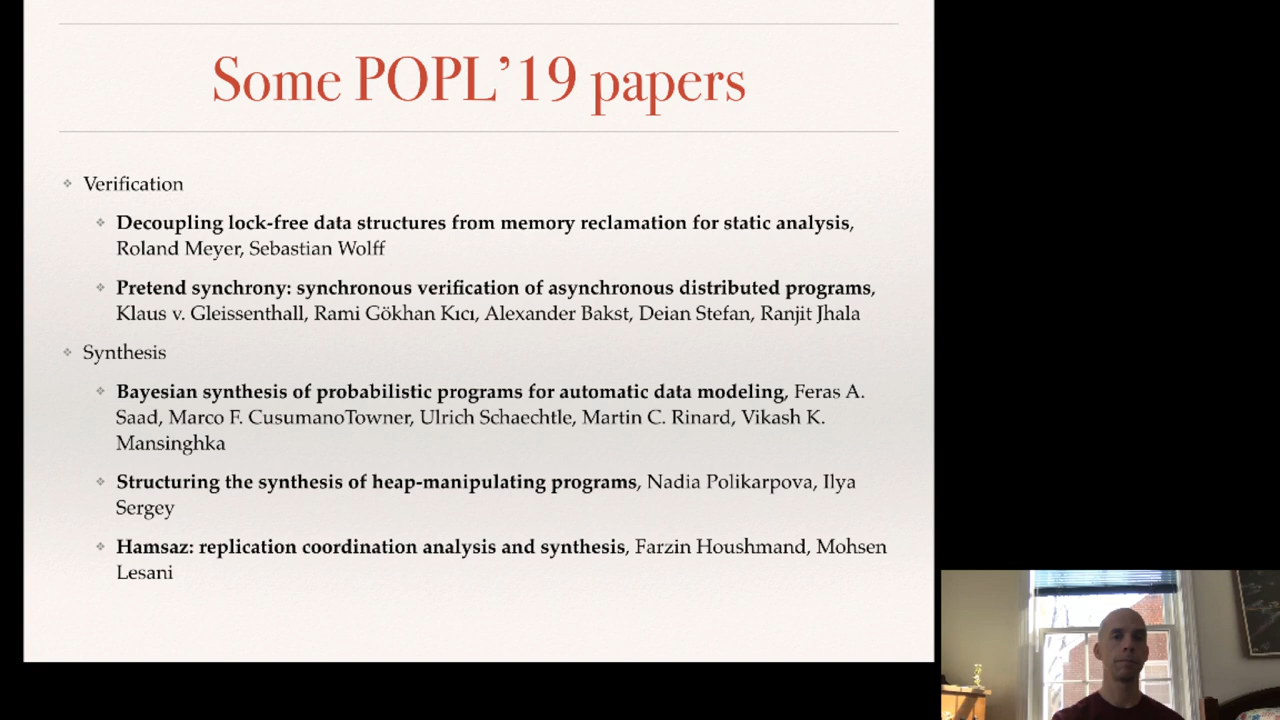 Some POPL’19 papers
Verification
Decoupling lock-free data structures from memory reclamation for static analysis,
Roland Meyer, Sebastian Wolff
Pretend synchrony: synchronous verification of asynchronous distributed programs,
Klaus v. Gleissenthall, Rami Gökhan Kıcı, Alexander Bakst, Deian Stefan, Ranjit Jhala
Synthesis
Bayesian synthesis of probabilistic programs for automatic data modeling, Feras A.
Saad, Marco F. CusumanoTowner, Ulrich Schaechtle, Martin C. Rinard, Vikash K.
Mansinghka
Structuring the synthesis of heap-manipulating programs, Nadia Polikarpova, Ilya
Sergey
Hamsaz: replication coordination analysis and synthesis, Farzin Houshmand, Mohsen
Lesani